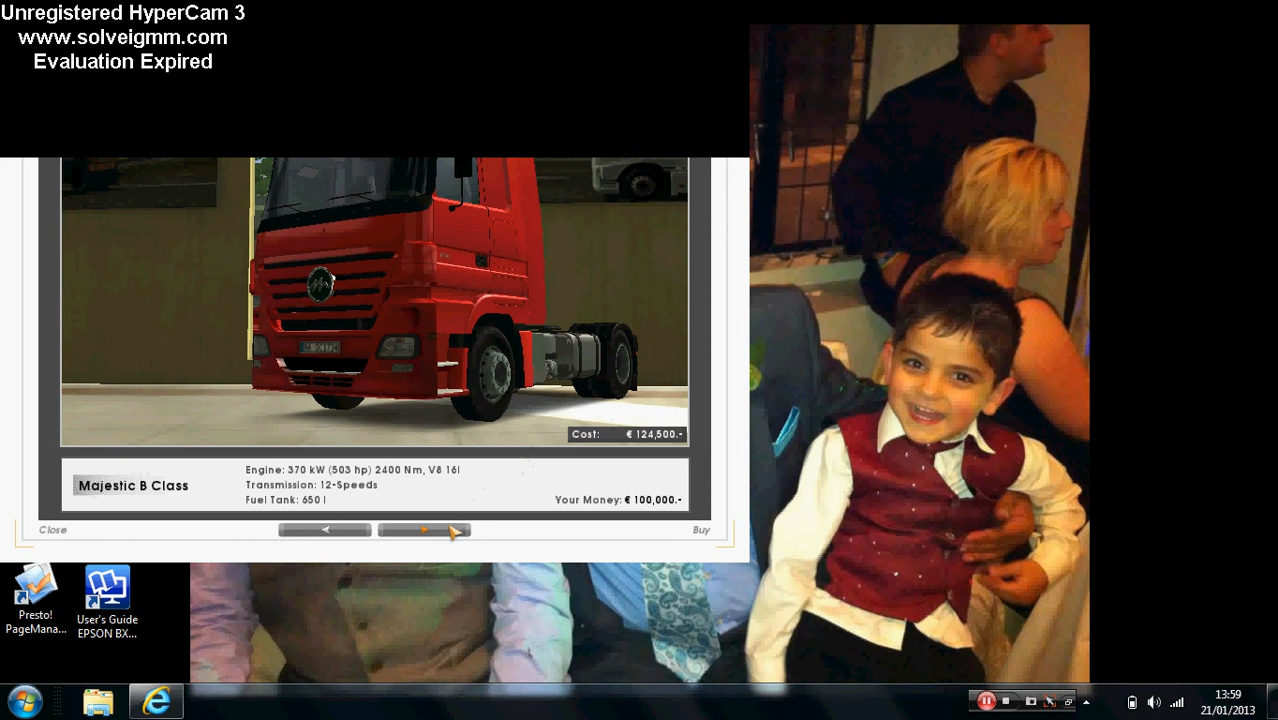 Unregistered HyperCam 3
www.solveigmm.com
Evaluation Expired
Cost: € 124,500.-
Majestic B Class
Engine: 370 kW (503 hp) 2400 Nm, V8 16l
Transmission: 12-Speeds
Fuel Tank: 650 l
Your Money: € 100,000.-
Close
Buy
Presto!
PageMana...
User's Guide
EPSON BX...
13:59
21/01/2013